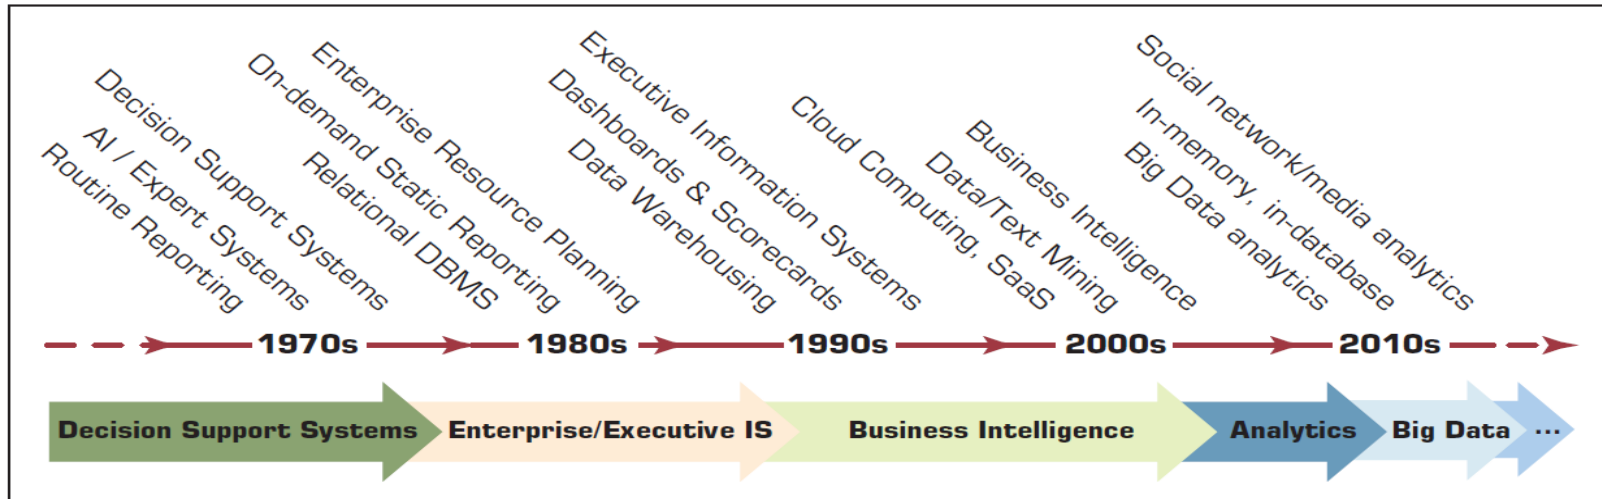 Decision Support Systems
AI / Expert Systems
Routine Reporting
Enterprise Resource Planning
On-demand Static Reporting
Relational DBMS
Executive Information Systems
Dashboards & Scorecards
Data Warehousing
Cloud Computing, SaaS
Business Intelligence
Data/Text Mining
Social network/media analytics
In-memory, in-database
Big Data analytics
1970s 1980s 1990s 2000s 2010s
Decision Support Systems Enterprise/Executive IS Business Intelligence Analytics Big Data ...